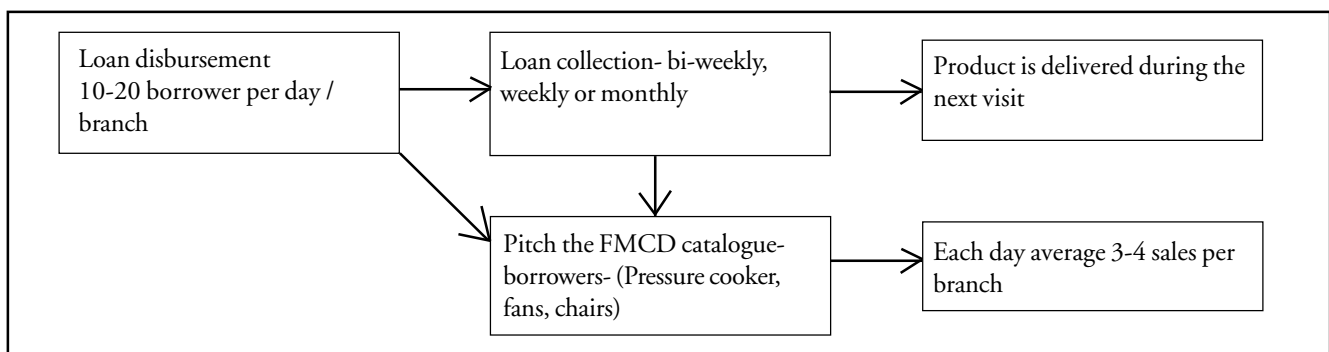 Loan disbursement
10-20 borrower per day /
branch
Loan collection- bi-weekly,
weekly or monthly
Product is delivered during the
next visit
Pitch the FMCD catalogue-
borrowers- (Pressure cooker,
fans, chairs)
Each day average 3-4 sales per
branch